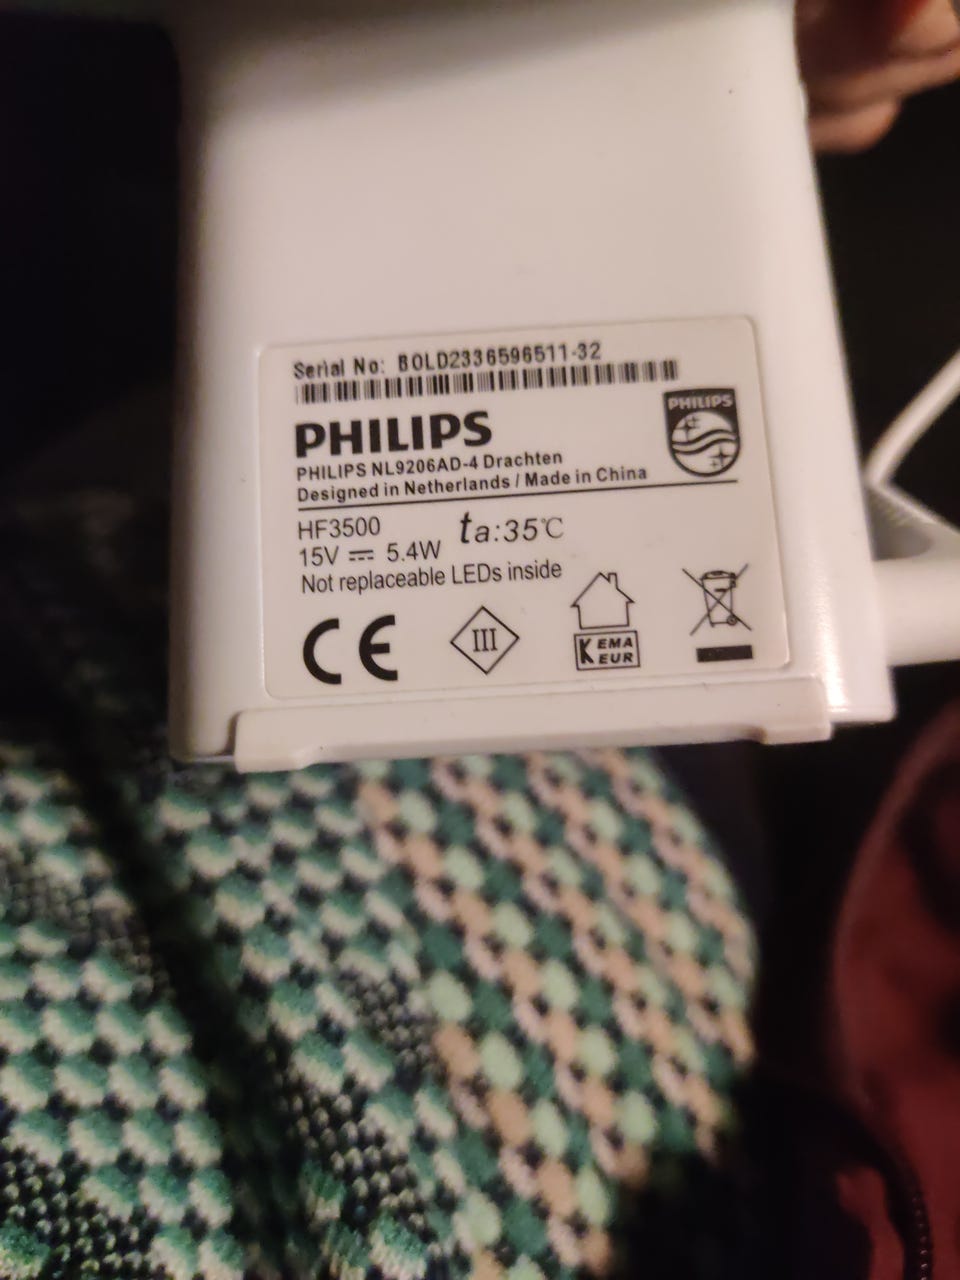 Serial No: BOLD2336596511-32
PHILIPS
PHILIPS
PHILIPS NL9206AD-4 Drachten
Designed in Netherlands / Made in China
HF3500
ta:35℃
15V ⎓ 5.4W
Not replaceable LEDs inside
CE
III
KEMA
EUR